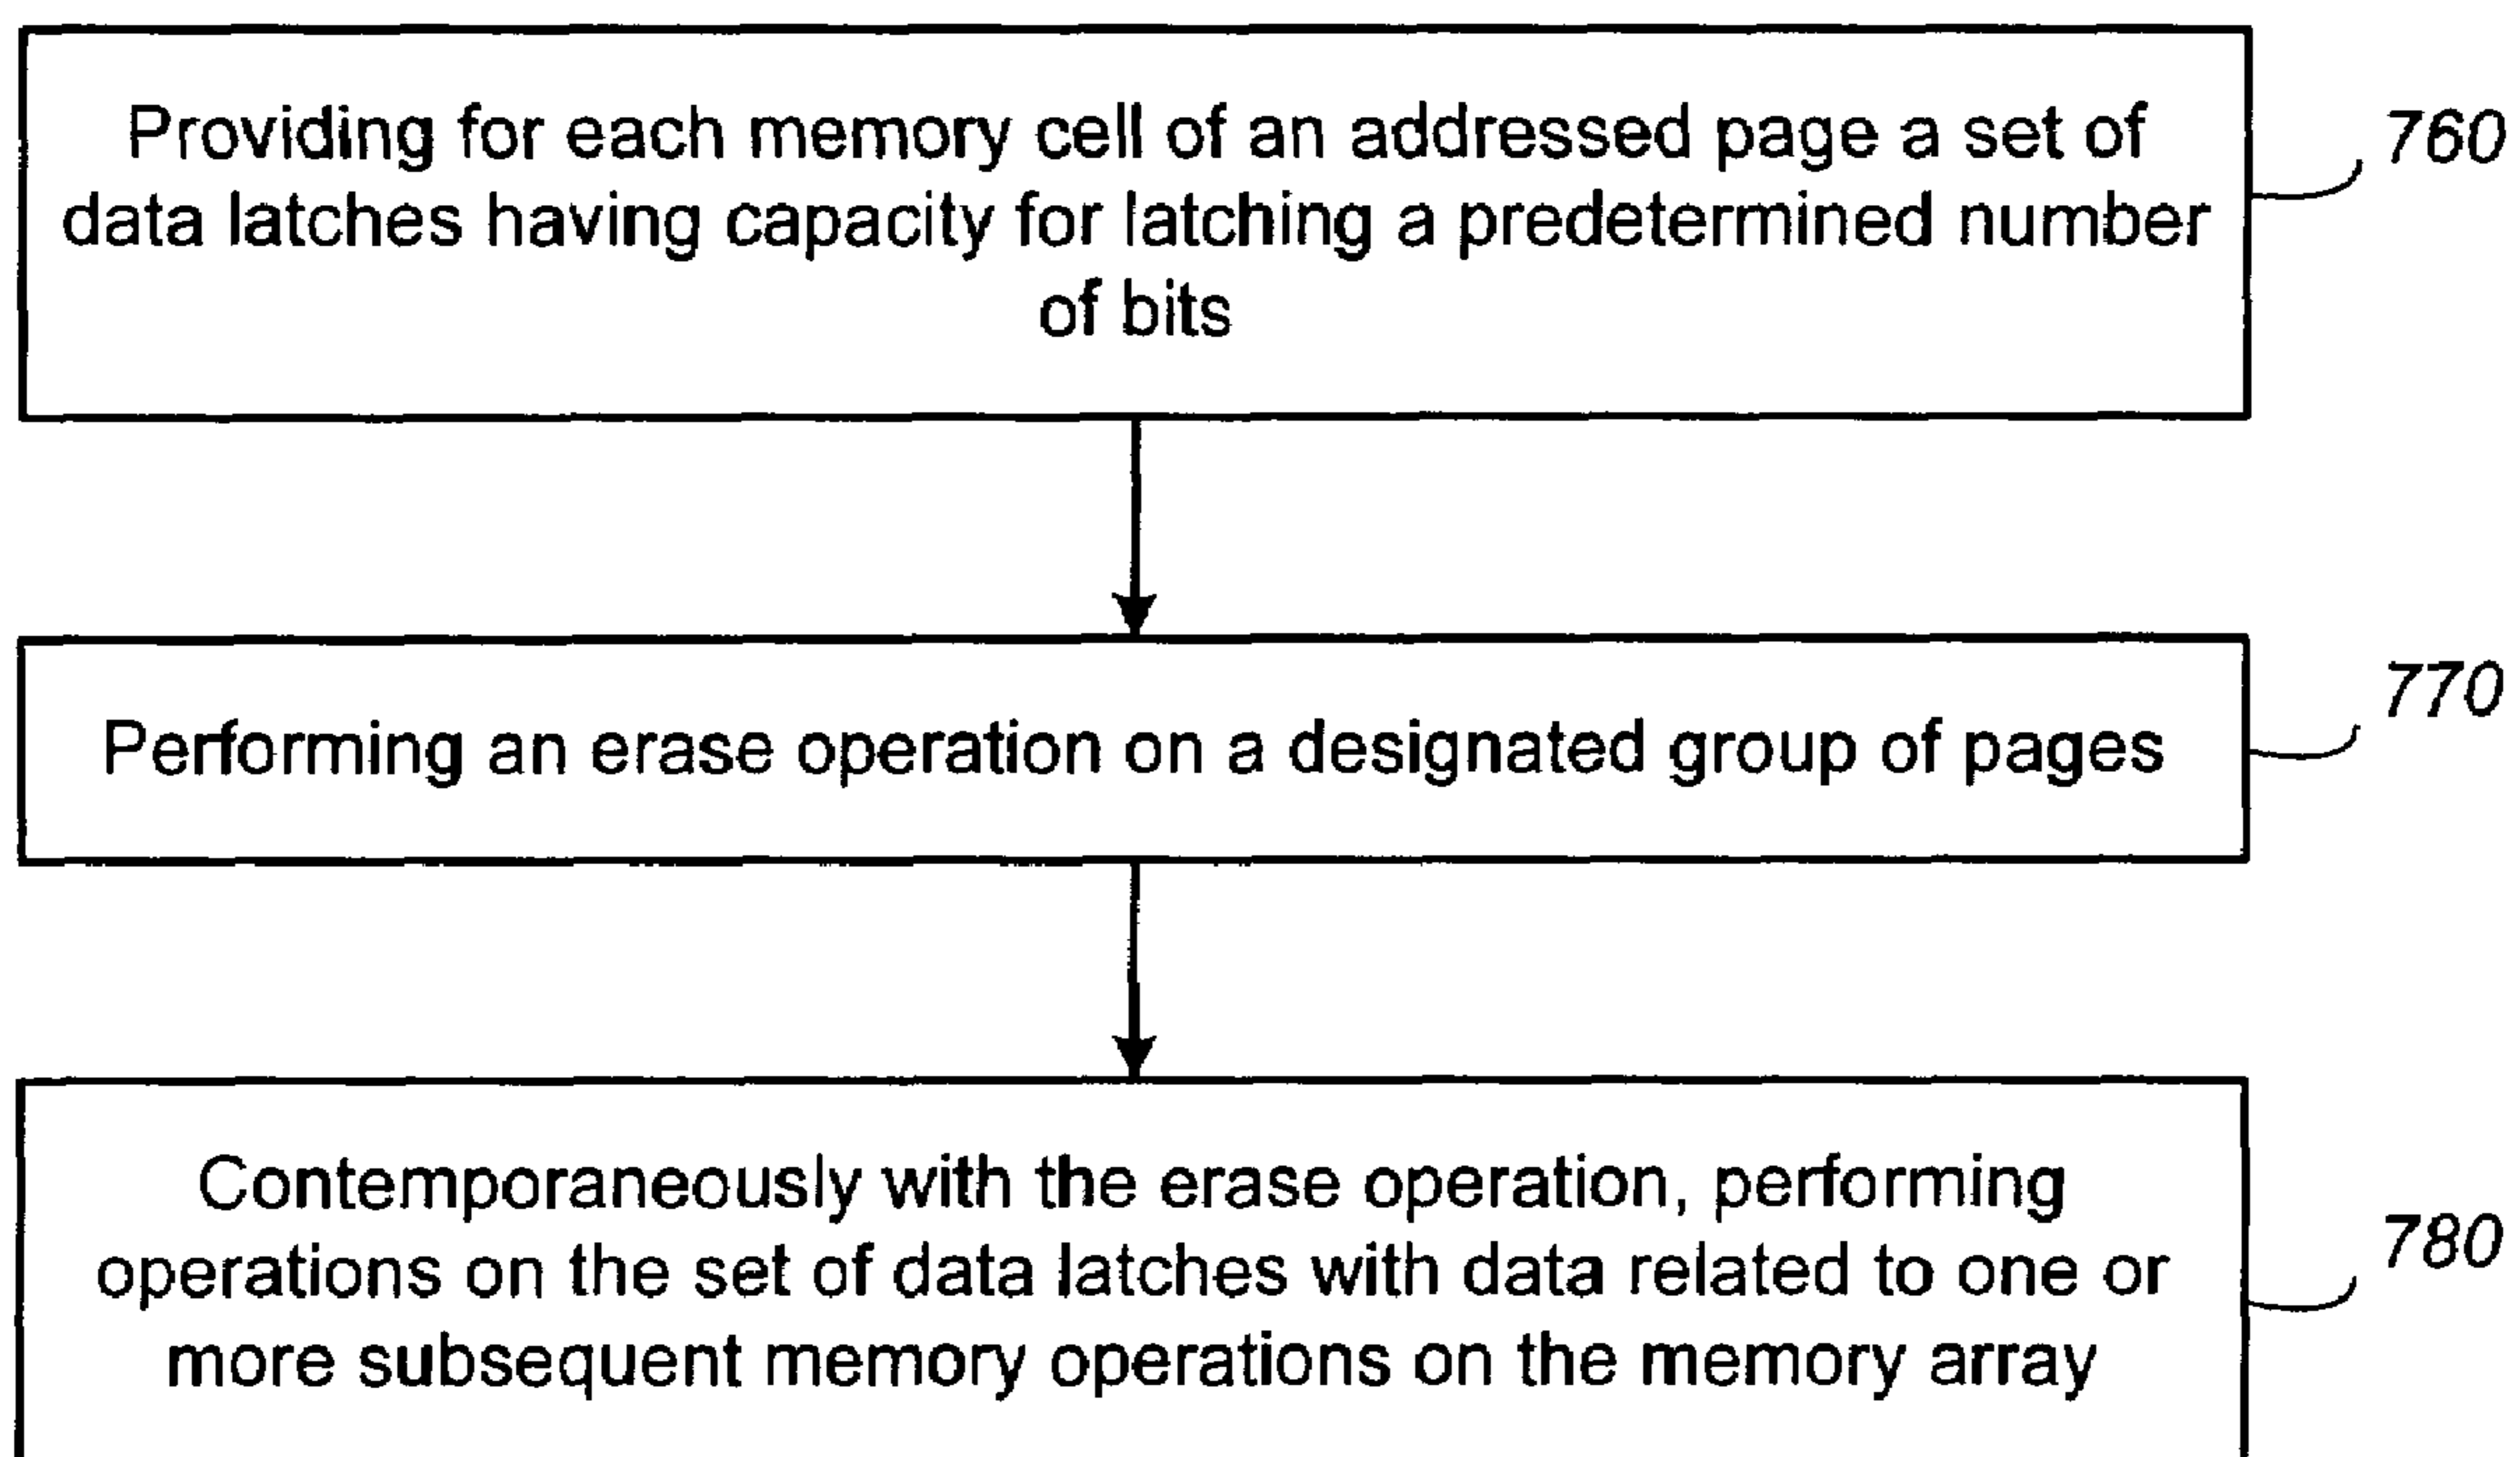 Providing for each memory cell of an addressed page a set of
data latches having capacity for latching a predetermined number
of bits
760
Performing an erase operation on a designated group of pages
770
Contemporaneously with the erase operation, performing
operations on the set of data latches with data related to one or
more subsequent memory operations on the memory array
780